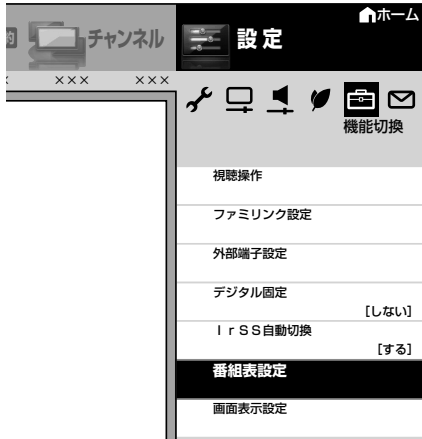 ホーム
的 チャンネル
設定
××× ×××
機能切換
視聴操作
ファミリンク設定
外部端子設定
デジタル固定
[しない]
IrSS自動切換
[する]
番組表設定
画面表示設定